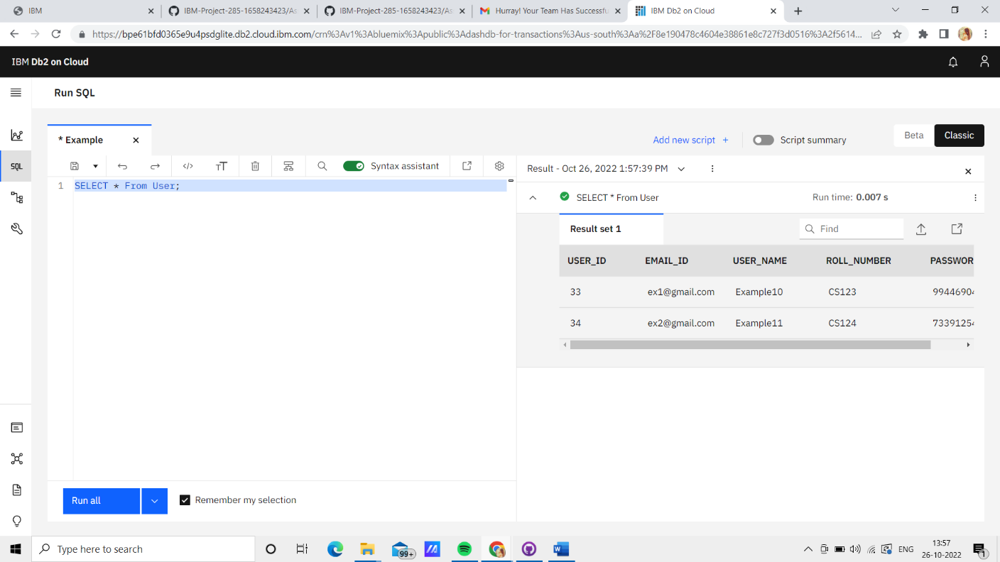 IBM
IBM-Project-285-1658243423/As
IBM-Project-285-1658243423/As
Hurray! Your Team Has Successfu
IBM Db2 on Cloud
https://bpe61bfd0365e9u4psdglite.db2.cloud.ibm.com/crn%3Av1%3Abluemix%3Apublic%3Adashdb-for-transactions%3Aus-south%3Aa%2F8e190478c4604e38861e8c727f3d0516%3A2f5614...
IBM Db2 on Cloud
Run SQL
* Example
Add new script +
Script summary
Beta
Classic
SQL
Syntax assistant
Result - Oct 26, 2022 1:57:39 PM
1 SELECT * From User;
SELECT * From User
Run time: 0.007 s
Result set 1
Find
USER_ID EMAIL_ID USER_NAME ROLL_NUMBER PASSWOR
33 ex1@gmail.com Example10 CS123 9944690
34 ex2@gmail.com Example11 CS124 7339125
Run all
Remember my selection
Type here to search
99+
ENG
13:57
26-10-2022
1